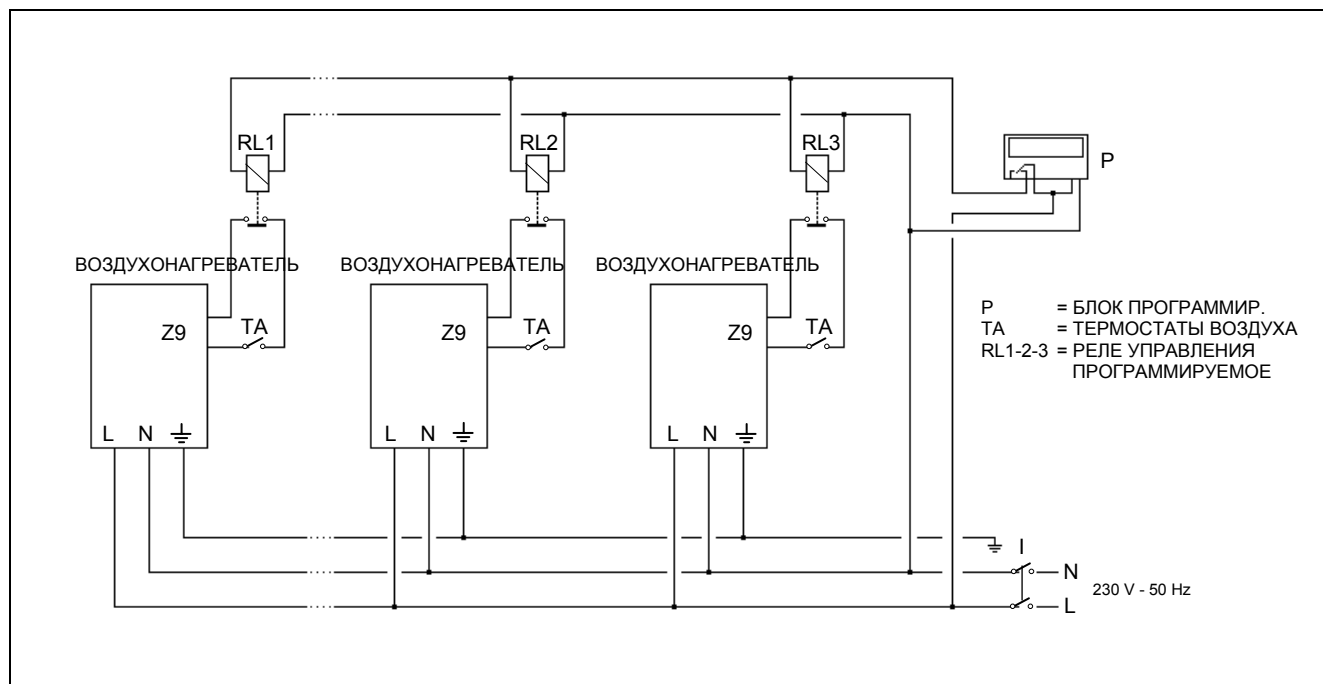 RL1 RL2 RL3 P
ВОЗДУХОНАГРЕВАТЕЛЬ ВОЗДУХОНАГРЕВАТЕЛЬ ВОЗДУХОНАГРЕВАТЕЛЬ
Z9 TA Z9 TA Z9 TA
P = БЛОК ПРОГРАММИР.
TA = ТЕРМОСТАТЫ ВОЗДУХА
RL1-2-3 = РЕЛЕ УПРАВЛЕНИЯ
ПРОГРАММИРУЕМОЕ
L N L N L N
I
N
230 V - 50 Hz
L